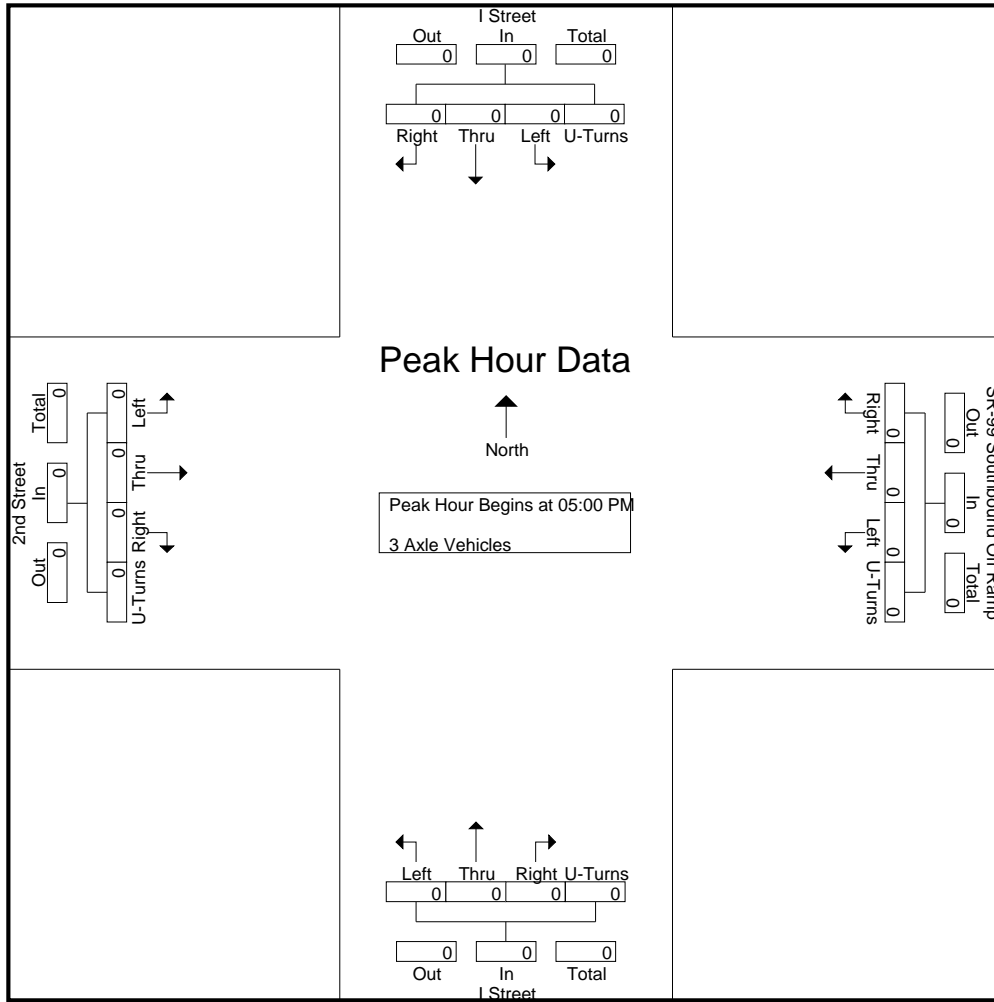 I Street
Out In Total
0 0 0
0 0 0 0
Right Thru Left U-Turns
Peak Hour Data
North
Peak Hour Begins at 05:00 PM
3 Axle Vehicles
2nd Street
Total In Out
0 0 0
0 0 0 0
Left Thru Right U-Turns
Right Thru Left U-Turns
0 0 0 0
0 0 0
Out In Total
Ramp
Left Thru Right U-Turns
0 0 0 0
0 0 0
Out In Total
I Street